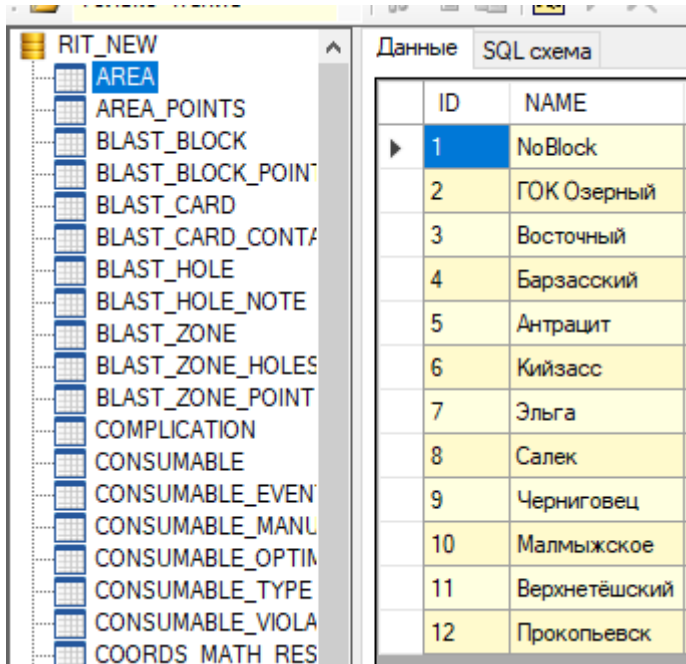 RIT_NEW
AREA
AREA_POINTS
BLAST_BLOCK
BLAST_BLOCK_POINT
BLAST_CARD
BLAST_CARD_CONTA
BLAST_HOLE
BLAST_HOLE_NOTE
BLAST_ZONE
BLAST_ZONE_HOLES
BLAST_ZONE_POINT
COMPLICATION
CONSUMABLE
CONSUMABLE_EVEN
CONSUMABLE_MANU
CONSUMABLE_OPTIM
CONSUMABLE_TYPE
CONSUMABLE_VIOLA
COORDS_MATH_RES
Данные SQL схема
ID NAME
1 NoBlock
2 ГОК Озерный
3 Восточный
4 Барзасский
5 Антрацит
6 Кийзасс
7 Эльга
8 Салек
9 Черниговец
10 Малмыжское
11 Верхнетёшский
12 Прокопьевск